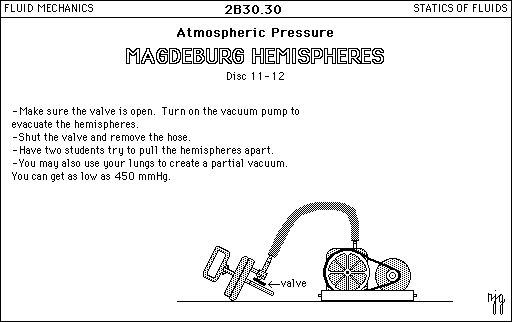 FLUID MECHANICS 2B30.30 STATICS OF FLUIDS
Atmospheric Pressure
MAGDEBURG HEMISPHERES
Disc 11-12
-Make sure the valve is open. Turn on the vacuum pump to
evacuate the hemispheres.
-Shut the valve and remove the hose.
-Have two students try to pull the hemispheres apart.
-You may also use your lungs to create a partial vacuum.
You can get as low as 450 mmHg.
valve
njg